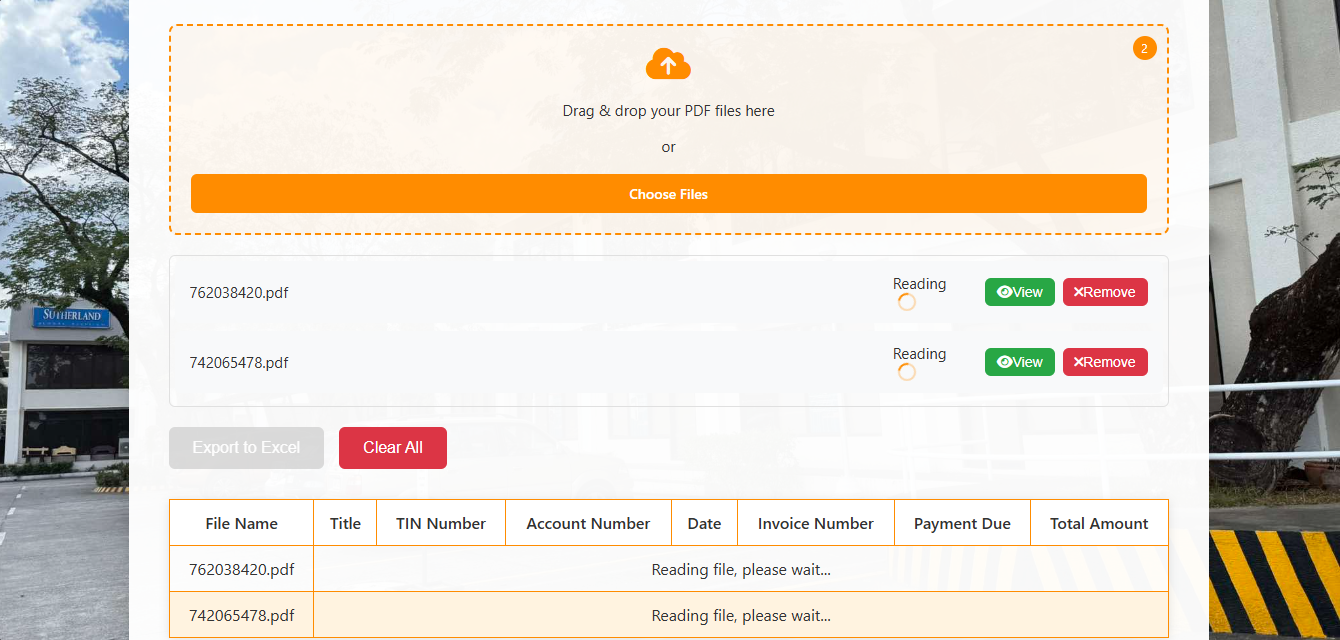 2
Drag & drop your PDF files here
or
Choose Files
762038420.pdf
Reading
View
Remove
742065478.pdf
Reading
View
Remove
SUTHERLAND
Export to Excel
Clear All
File Name Title TIN Number Account Number Date Invoice Number Payment Due Total Amount
762038420.pdf Reading file, please wait...
742065478.pdf Reading file, please wait...